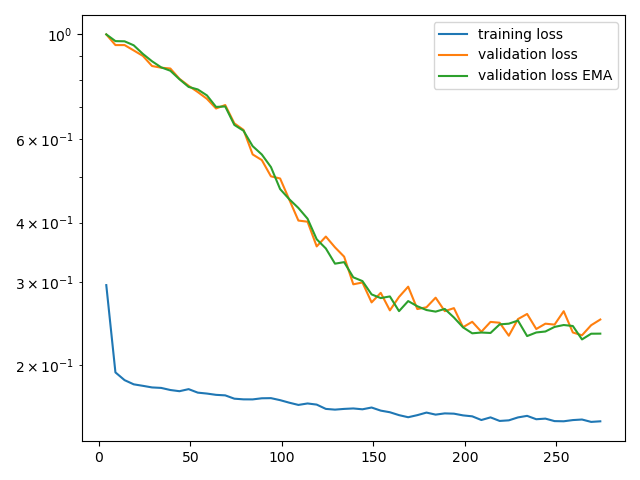 training loss
validation loss
validation loss EMA
10⁰
6 × 10⁻¹
4 × 10⁻¹
3 × 10⁻¹
2 × 10⁻¹
0 50 100 150 200 250